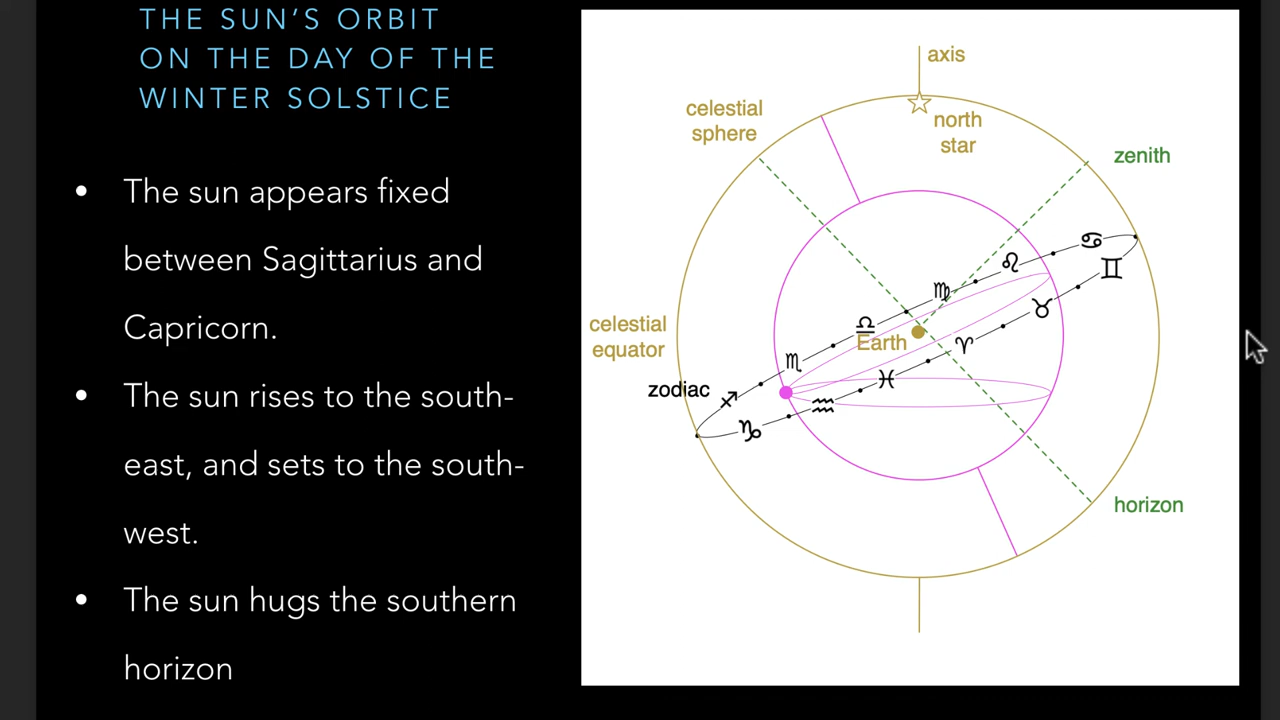 THE SUN'S ORBIT
ON THE DAY OF THE
WINTER SOLSTICE
• The sun appears fixed
between Sagittarius and
Capricorn.
• The sun rises to the south-
east, and sets to the south-
west.
• The sun hugs the southern
horizon
axis
celestial
sphere
north
star
zenith
♋
♌
♊
♍
♉
celestial
equator
♎
Earth
♈
♏
♓
zodiac
♐
♒
♑
horizon